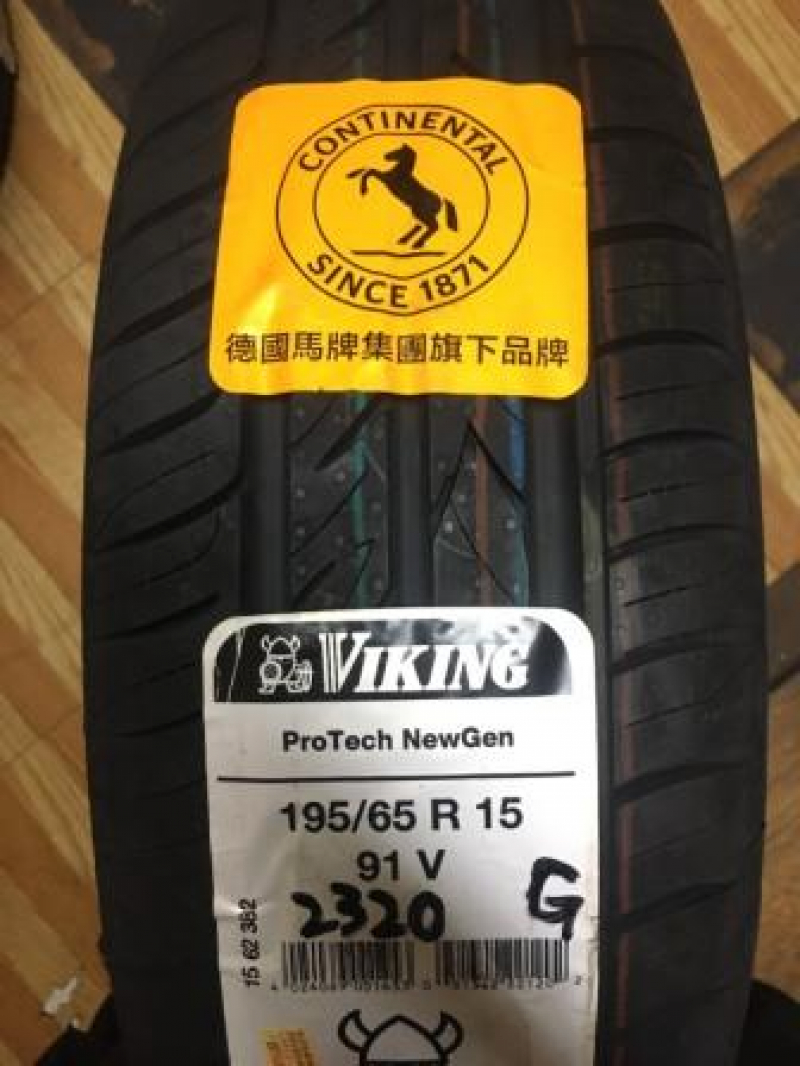 CONTINENTAL
SINCE 1871
德國馬牌集團旗下品牌
VIKING
ProTech NewGen
195/65 R 15
91 V
2320 G
15 62 382